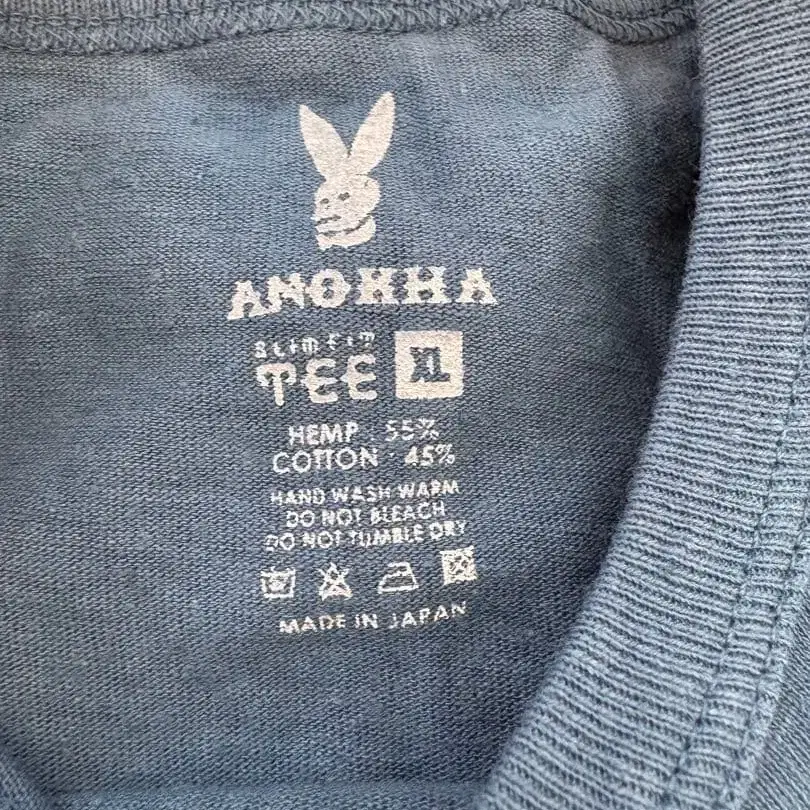 ANOKHA
SLIM FIT
TEE XL
HEMP : 55%
COTTON : 45%
HAND WASH WARM
DO NOT BLEACH
DO NOT TUMBLE DRY
MADE IN JAPAN